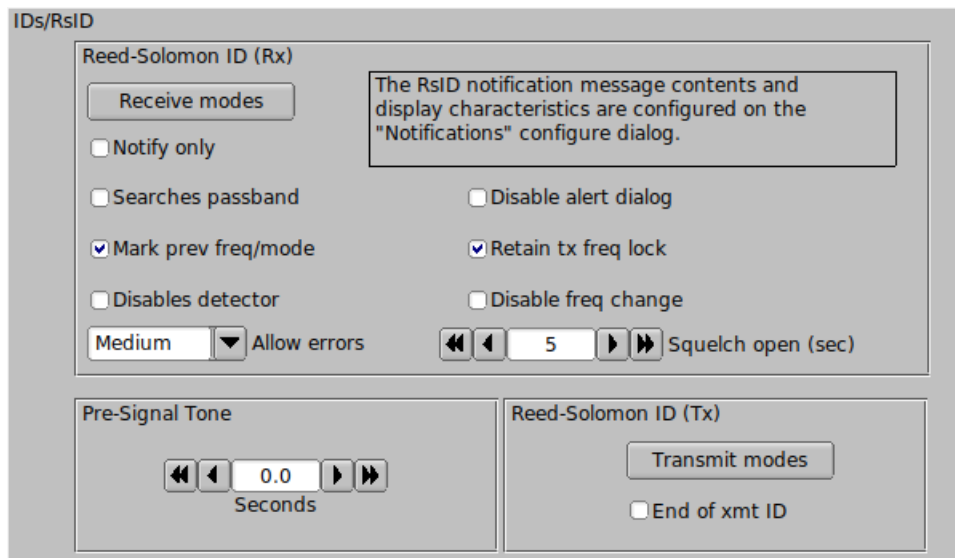 IDs/RsID
Reed-Solomon ID (Rx)
Receive modes
The RsID notification message contents and
display characteristics are configured on the
"Notifications" configure dialog.
Notify only
Searches passband
Disable alert dialog
Mark prev freq/mode
Retain tx freq lock
Disables detector
Disable freq change
Medium
Allow errors
5
Squelch open (sec)
Pre-Signal Tone
0.0
Seconds
Reed-Solomon ID (Tx)
Transmit modes
End of xmt ID